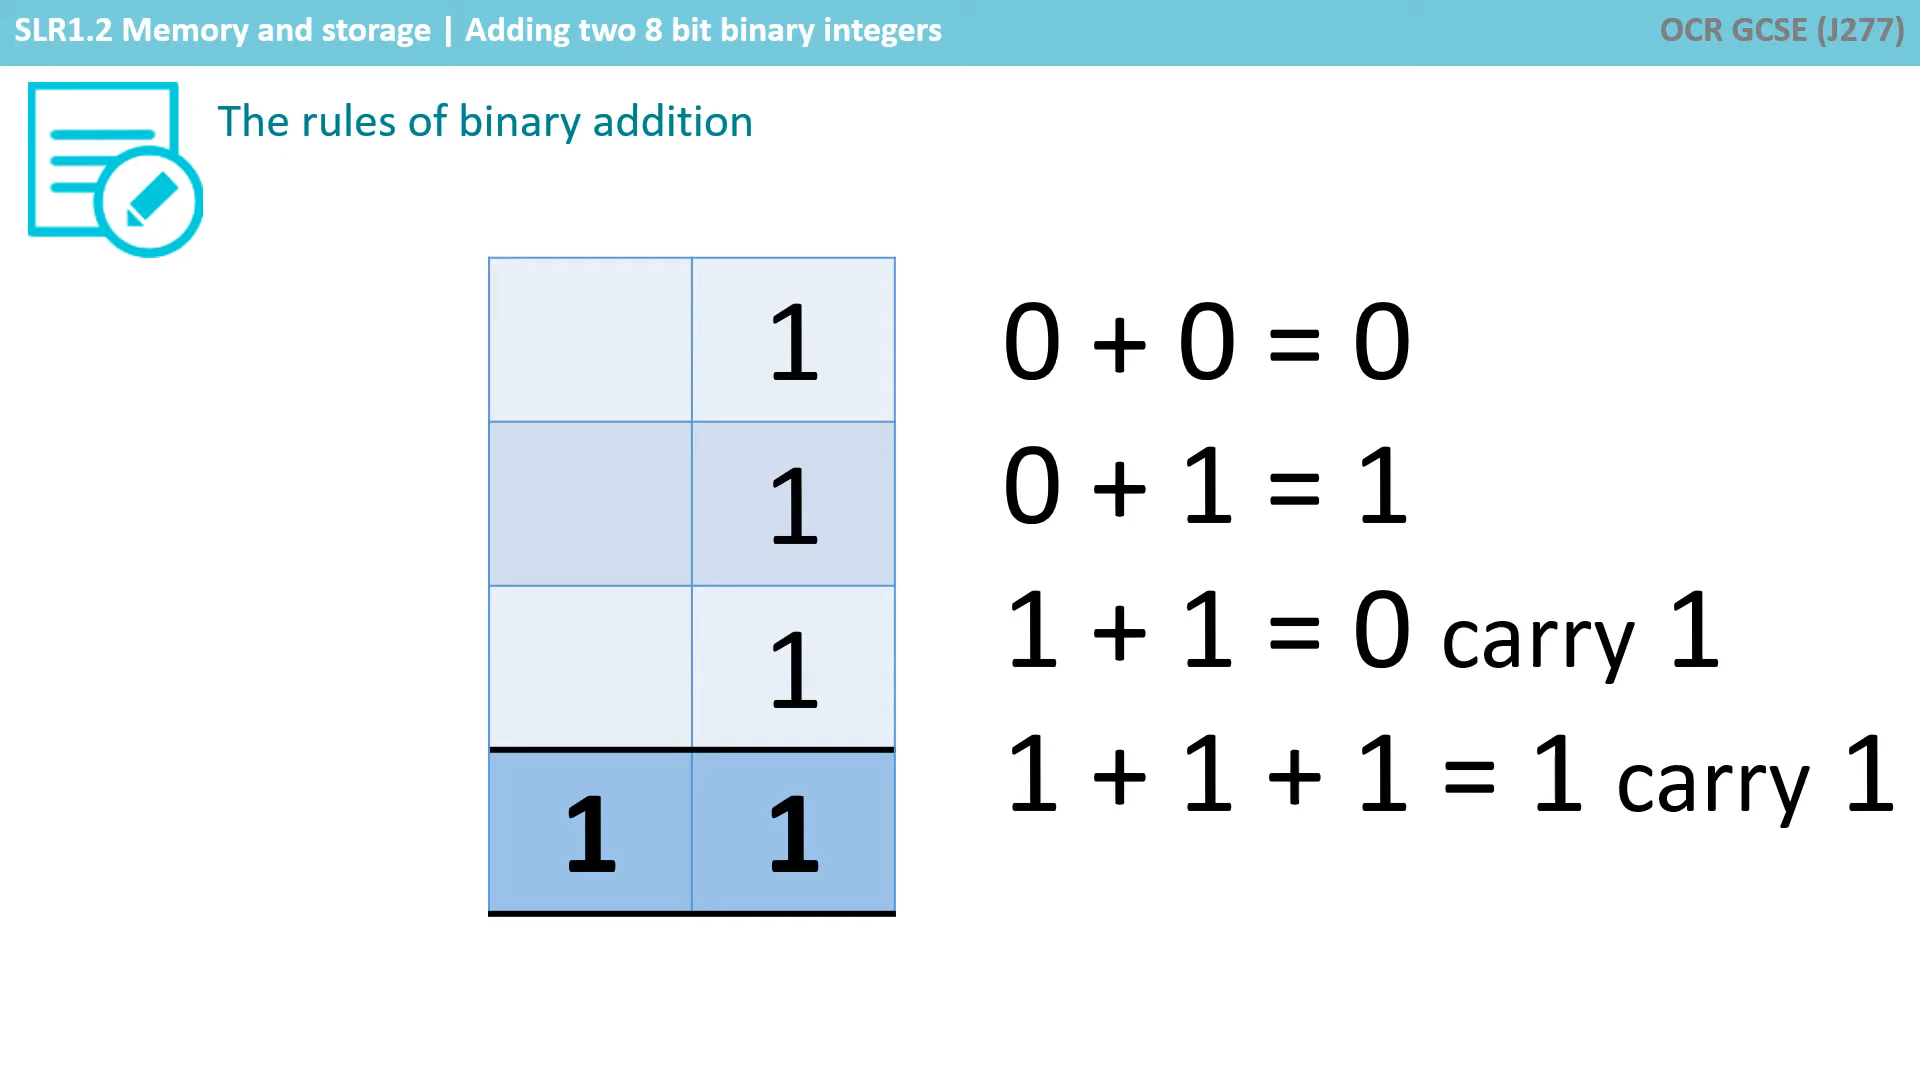 SLR1.2 Memory and storage | Adding two 8 bit binary integers
OCR GCSE (J277)
The rules of binary addition
1
1
1
1 1
0 + 0 = 0
0 + 1 = 1
1 + 1 = 0 carry 1
1 + 1 + 1 = 1 carry 1